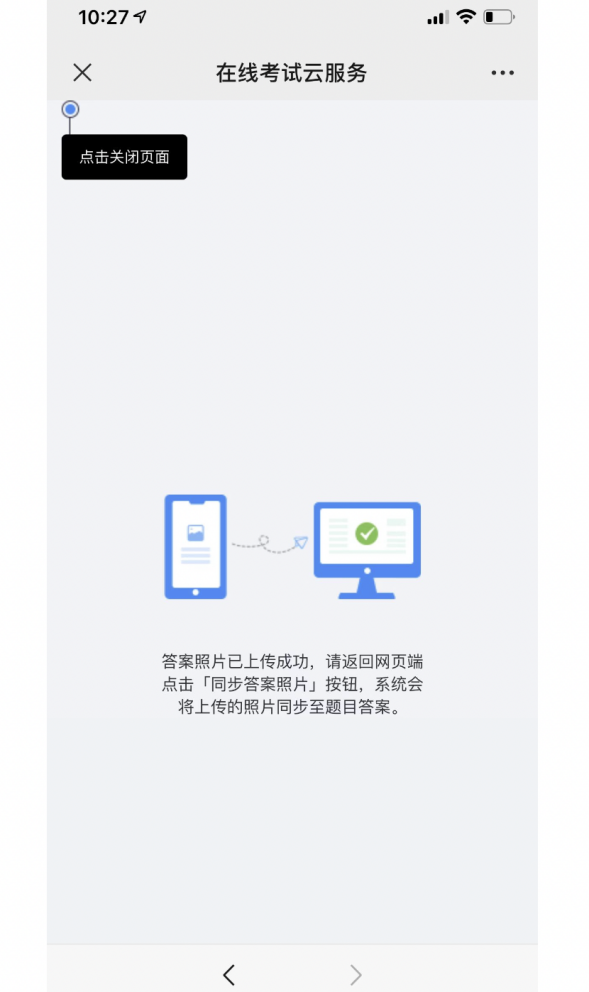 10:27
在线考试云服务
点击关闭页面
答案照片已上传成功，请返回网页端
点击「同步答案照片」按钮，系统会
将上传的照片同步至题目答案。